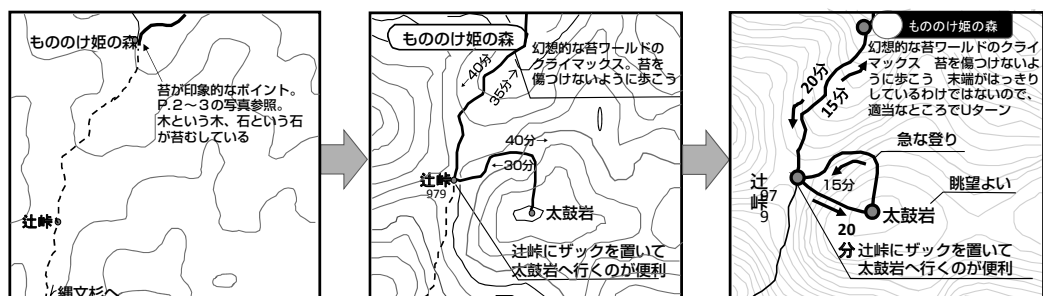 もののけ姫の森
苔が印象的なポイント。
P.2〜3の写真参照。
木という木、石という石
が苔むしている
辻峠
縄文杉へ
もののけ姫の森
幻想的な苔ワールドの
クライマックス。苔を
傷つけないように歩こう
←40分
35分→
40分→
←30分
辻峠
979
太鼓岩
辻峠にザックを置いて
太鼓岩へ行くのが便利
もののけ姫の森
幻想的な苔ワールドのクライ
マックス 苔を傷つけないよ
うに歩こう 末端がはっきり
しているわけではないので、
適当なところでUターン
20分
15分
急な登り
15分
眺望よい
辻峠
979
太鼓岩
20
分
辻峠にザックを置いて
太鼓岩へ行くのが便利